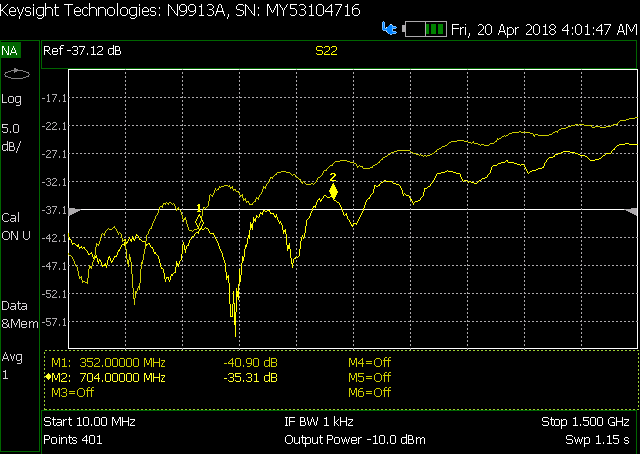 Keysight Technologies: N9913A, SN: MY53104716
Fri, 20 Apr 2018 4:01:47 AM
NA
Ref -37.12 dB
S22
Log
5.0
dB/
Cal
ON U
Data
&Mem
Avg
1
-17.1
-22.1
-27.1
-32.1
-37.1
-42.1
-47.1
-52.1
-57.1
1
2
M1: 352.00000 MHz -40.90 dB M4=Off
M2: 704.00000 MHz -35.31 dB M5=Off
M3=Off M6=Off
Start 10.00 MHz IF BW 1 kHz Stop 1.500 GHz
Points 401 Output Power -10.0 dBm Swp 1.15 s